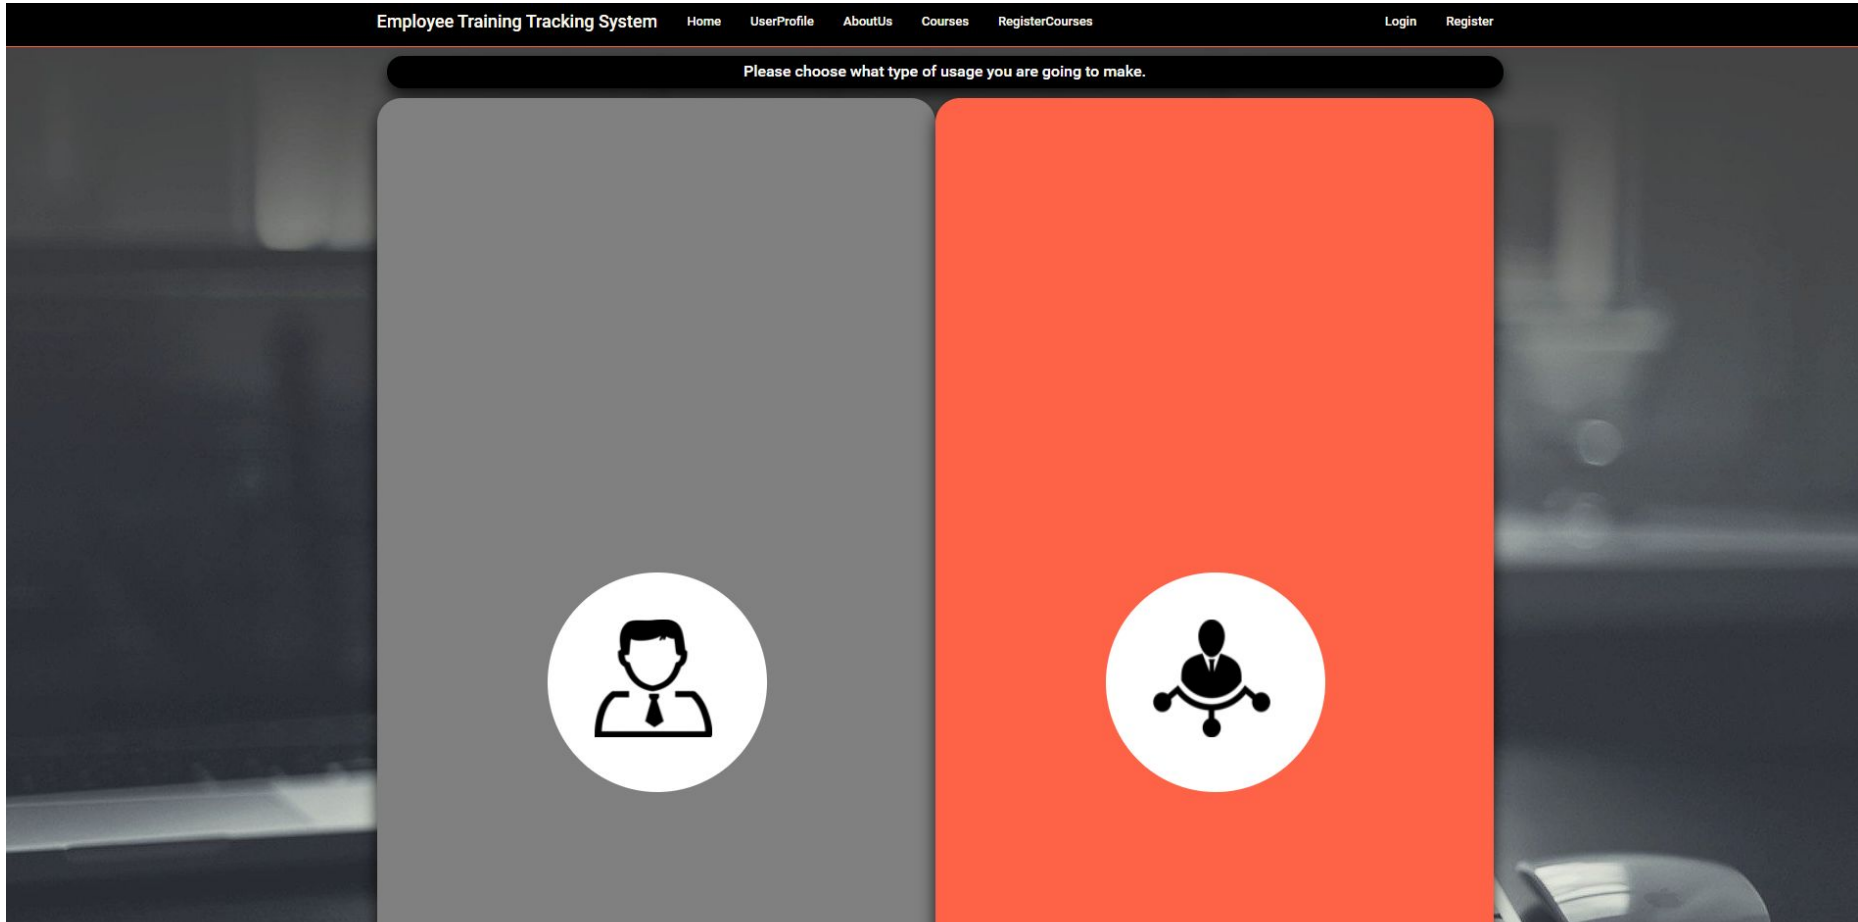 Employee Training Tracking System Home UserProfile AboutUs Courses RegisterCourses Login Register
Please choose what type of usage you are going to make.